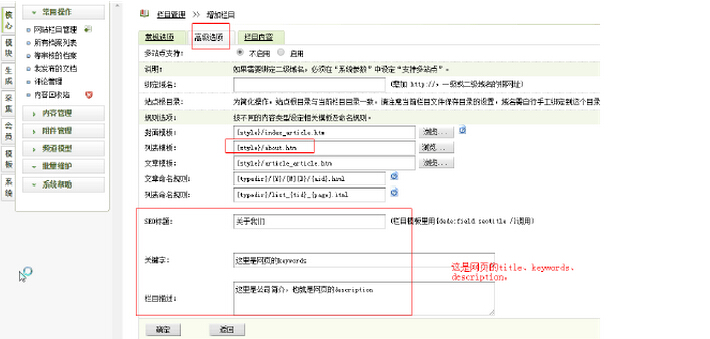 核心
模块
生成
采集
会员
模板
系统
常用操作
网站栏目管理
所有档案列表
等审核的档案
我发布的文档
评论管理
内容回收站
内容管理
附件管理
频道模型
批量维护
系统帮助
栏目管理 >> 增加栏目
常规选项 高级选项 栏目内容
多站点支持: 不启用 启用
说明: 如果需要绑定二级域名,必须在“系统参数”中设定“支持多站点”。
绑定域名: (需加 http://,一级或二级域名的根网址)
站点根目录: 为简化操作,站点根目录与当前栏目目录一致,请注意当前栏目文件保存目录的设置,域名需自行手工绑定到这个目录
规则选项: 按不同的内容类型设定相关模板及命名规则。
封面模板: {style}/index_article.htm 浏览...
列表模板: {style}/about.htm 浏览...
文章模板: {style}/article_article.htm 浏览...
文章命名规则: {typedir}/{Y}/{M}{D}/{aid}.html
列表命名规则: {typedir}/list_{tid}_{page}.html
SEO标题: 关于我们 (栏目模板里用{dede:field.seotitle /}调用)
关键字: 这里是网页的keywords
这是网页的title、keywords、
description。
栏目描述: 这里是公司简介,也就是网页的description
确定 返回